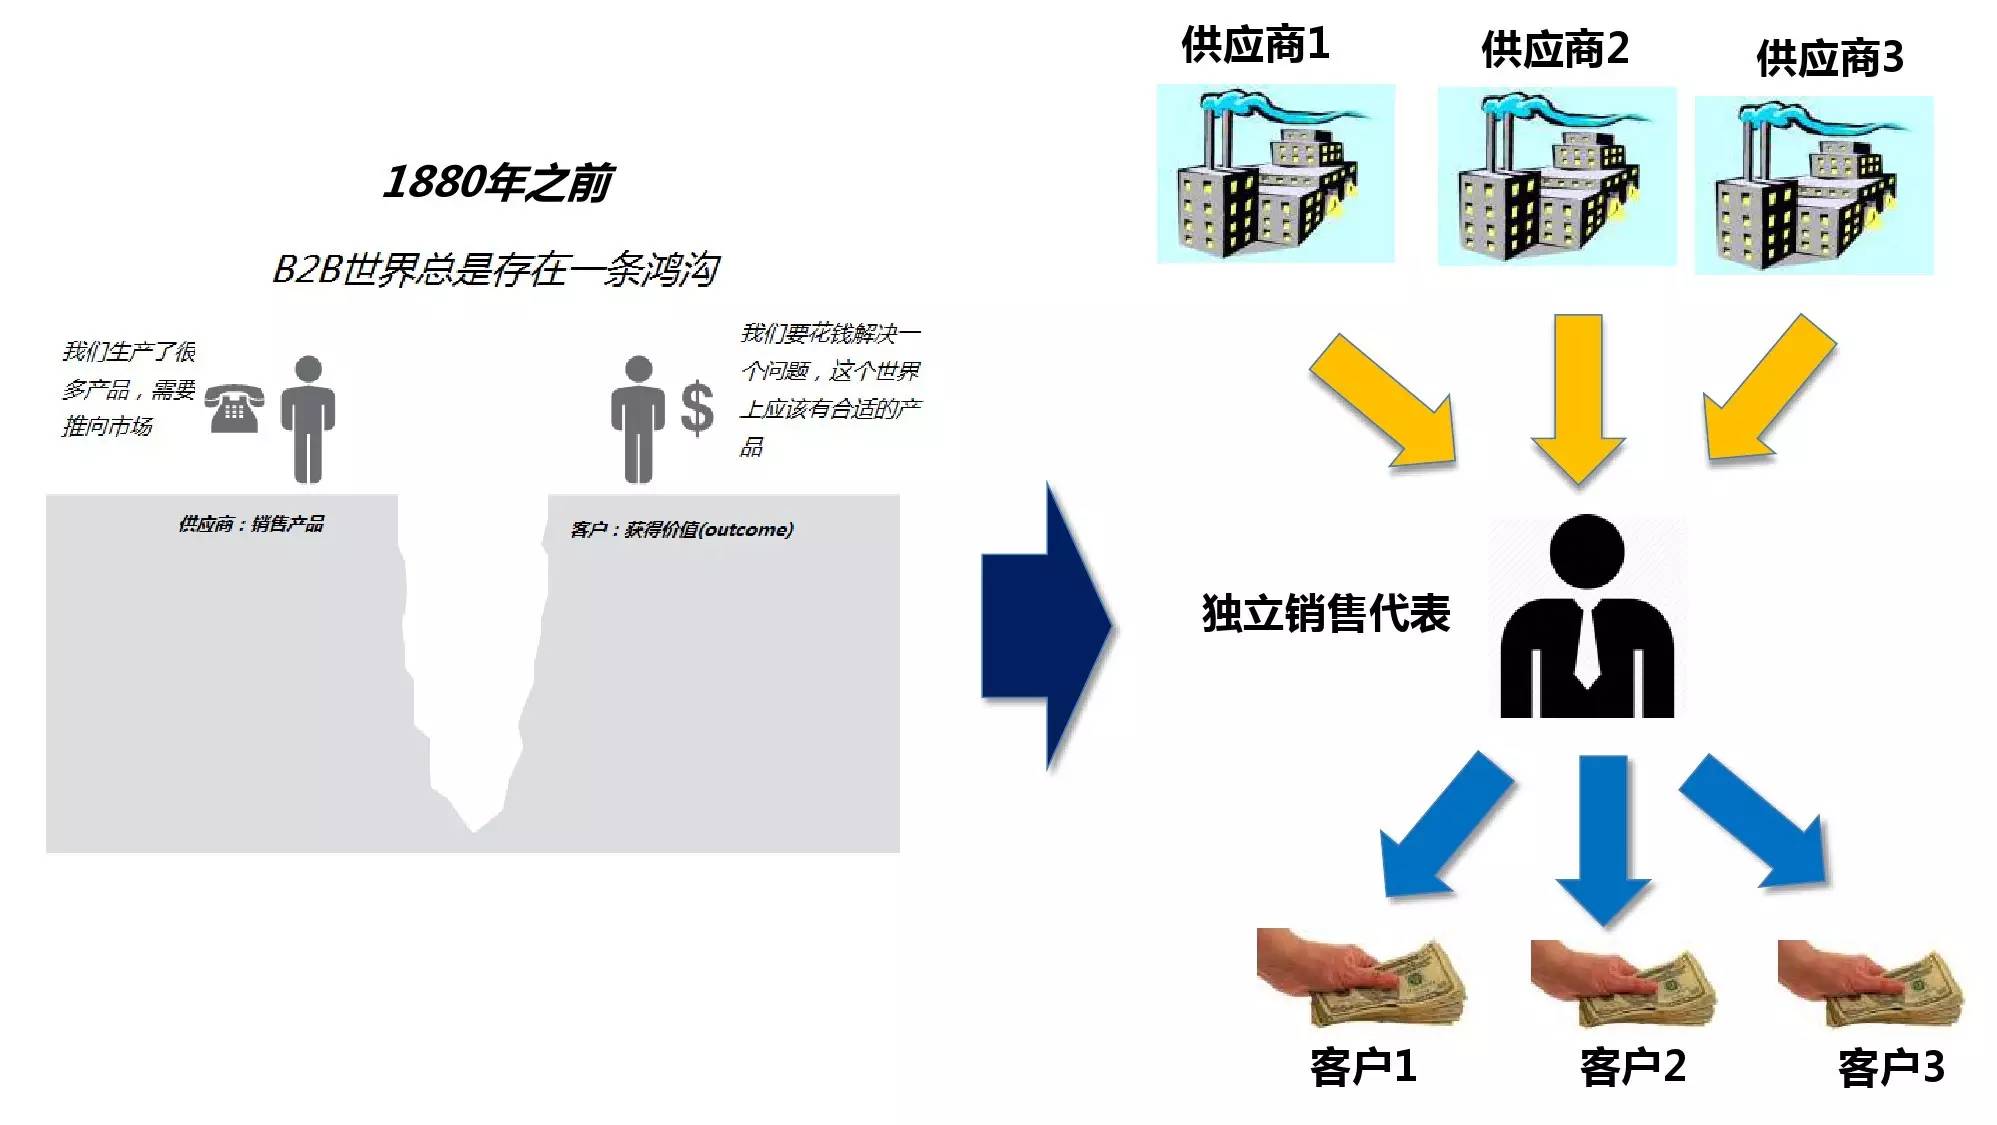 1880年之前
B2B世界总是存在一条鸿沟
我们生产了很
多产品，需要
推向市场
我们要花钱解决一
个问题，这个世界
上应该有合适的产
品
$
供应商：销售产品
客户：获得价值(outcome)
供应商1
供应商2
供应商3
独立销售代表
客户1
客户2
客户3